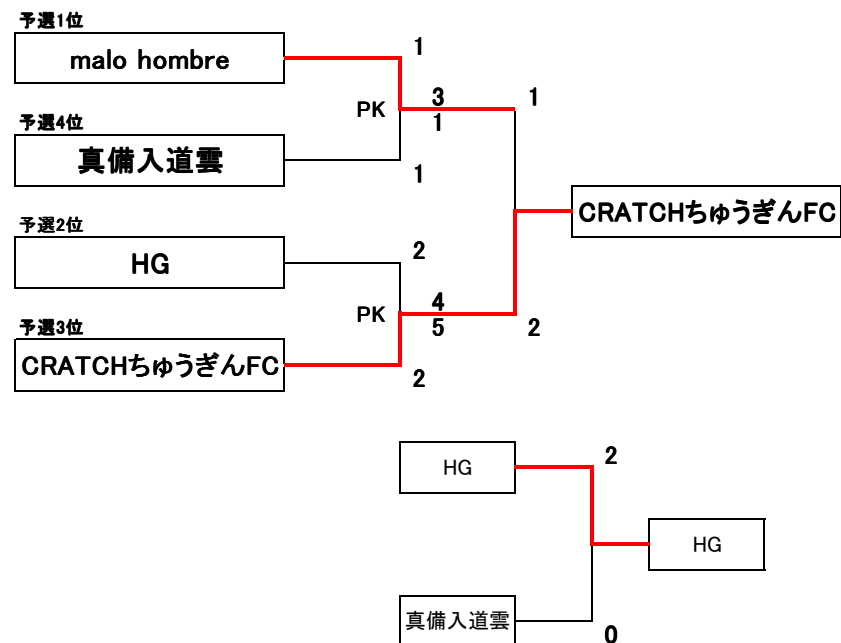 予選1位
malo hombre
1
PK
3
1
1
予選4位
真備入道雲
1
CRATCHちゅうぎんFC
予選2位
HG
2
PK
4
5
2
予選3位
CRATCHちゅうぎんFC
2
HG
2
HG
真備入道雲
0